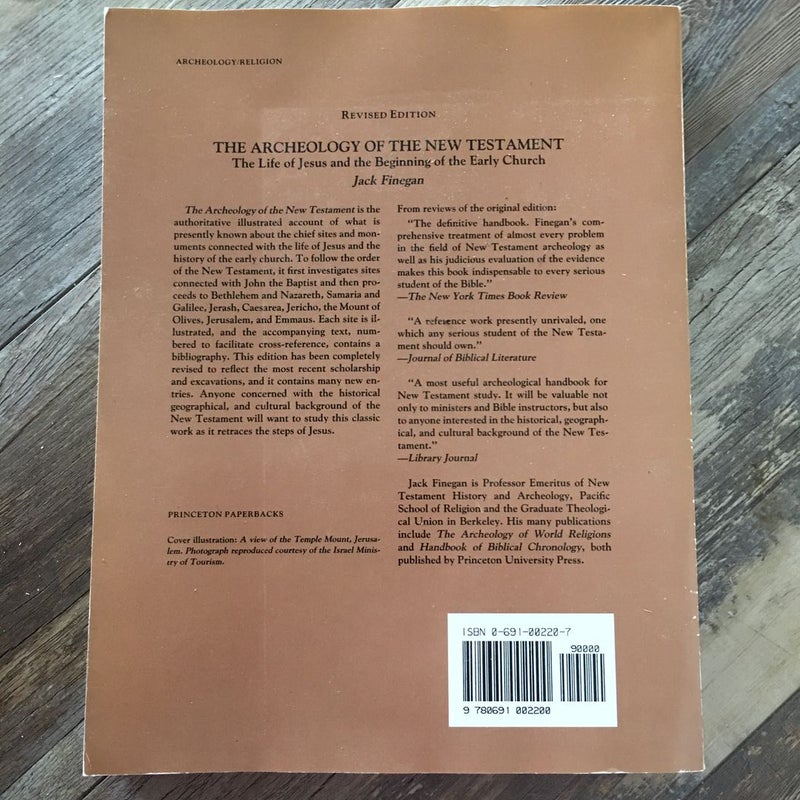 ARCHEOLOGY/RELIGION
REVISED EDITION
THE ARCHEOLOGY OF THE NEW TESTAMENT
The Life of Jesus and the Beginning of the Early Church
Jack Finegan
The Archeology of the New Testament is the
authoritative illustrated account of what is
presently known about the chief sites and mon-
uments connected with the life of Jesus and the
history of the early church. To follow the order
of the New Testament, it first investigates sites
connected with John the Baptist and then pro-
ceeds to Bethlehem and Nazareth, Samaria and
Galilee, Jerash, Caesarea, Jericho, the Mount of
Olives, Jerusalem, and Emmaus. Each site is il-
lustrated, and the accompanying text, num-
bered to facilitate cross-reference, contains a
bibliography. This edition has been completely
revised to reflect the most recent scholarship
and excavations, and it contains many new en-
tries. Anyone concerned with the historical
geographical, and cultural background of the
New Testament will want to study this classic
work as it retraces the steps of Jesus.
PRINCETON PAPERBACKS
Cover illustration: A view of the Temple Mount, Jerusa-
lem. Photograph reproduced courtesy of the Israel Minis-
try of Tourism.
From reviews of the original edition:
"The definitive handbook. Finegan's com-
prehensive treatment of almost every problem
in the field of New Testament archeology as
well as his judicious evaluation of the evidence
makes this book indispensable to every serious
student of the Bible."
—The New York Times Book Review
"A reference work presently unrivaled, one
which any serious student of the New Testa-
ment should own."
—Journal of Biblical Literature
"A most useful archeological handbook for
New Testament study. It will be valuable not
only to ministers and Bible instructors, but also
to anyone interested in the historical, geograph-
ical, and cultural background of the New Tes-
tament."
—Library Journal
Jack Finegan is Professor Emeritus of New
Testament History and Archeology, Pacific
School of Religion and the Graduate Theologi-
cal Union in Berkeley. His many publications
include The Archeology of World Religions
and Handbook of Biblical Chronology, both
published by Princeton University Press.
ISBN 0-691-00220-7
90000
9 780691 002200